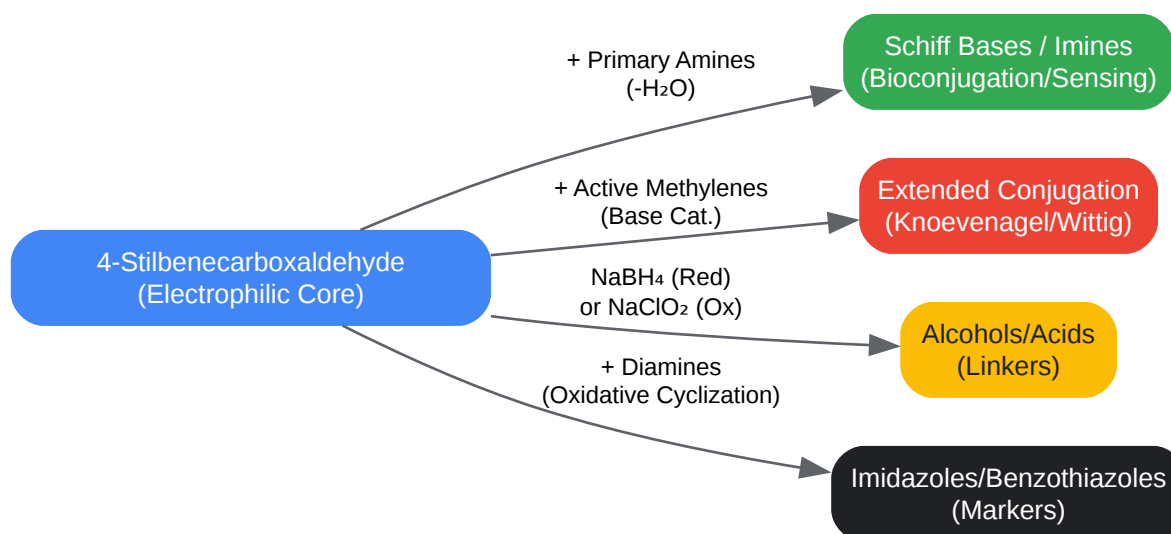 Schiff Bases / Imines
(Bioconjugation/Sensing)
+ Primary Amines
(-H₂O)
Extended Conjugation
(Knoevenagel/Wittig)
+ Active Methylenes
(Base Cat.)
4-Stilbenecarboxaldehyde
(Electrophilic Core)
NaBH₄ (Red)
or NaClO₂ (Ox)
Alcohols/Acids
(Linkers)
+ Diamines
(Oxidative Cyclization)
Imidazoles/Benzothiazoles
(Markers)